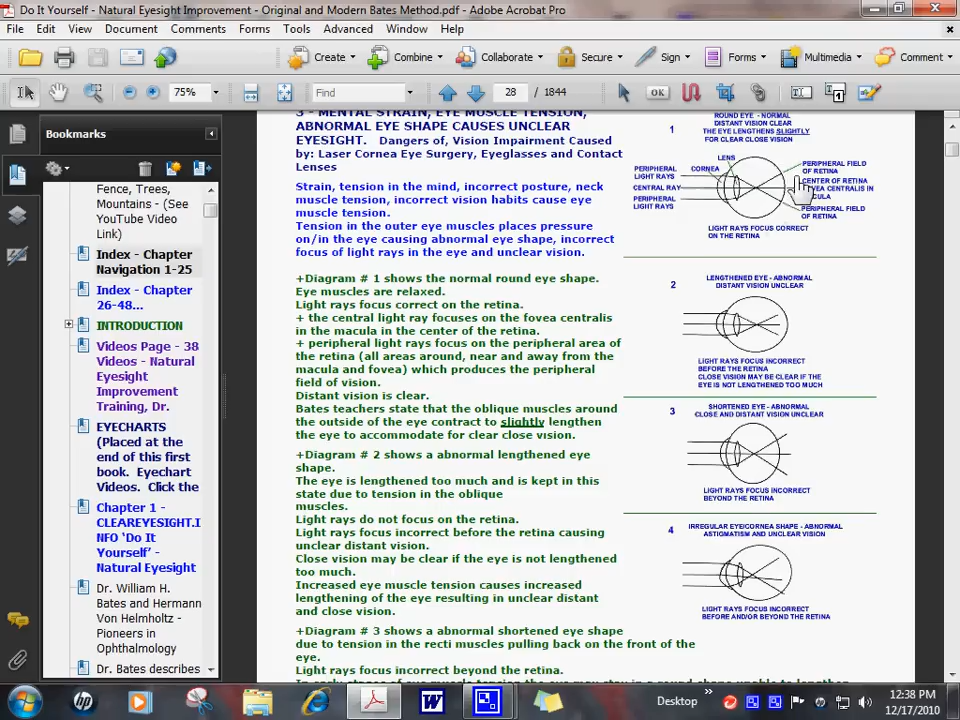 Do It Yourself - Natural Eyesight Improvement - Original and Modern Bates Method.pdf - Adobe Acrobat Pro
File Edit View Document Comments Forms Tools Advanced Window Help
Create Combine Collaborate Secure Sign Forms Multimedia Comment
75% Find 28 / 1844 OK
Bookmarks
Fence, Trees,
Mountains - (See
YouTube Video
Link)
Index - Chapter
Navigation 1-25
Index - Chapter
26-48...
INTRODUCTION
Videos Page - 38
Videos - Natural
Eyesight
Improvement
Training, Dr.
EYECHARTS
(Placed at the
end of this first
book. Eyechart
Videos. Click the
Chapter 1 -
CLEAREYESIGHT.I
NFO 'Do It
Yourself' -
Natural Eyesight
Dr. William H.
Bates and Hermann
Von Helmholtz -
Pioneers in
Ophthalmology
Dr. Bates describes
3 - MENTAL STRAIN, EYE MUSCLE TENSION,
ABNORMAL EYE SHAPE CAUSES UNCLEAR
EYESIGHT. Dangers of, Vision Impairment Caused
by: Laser Cornea Eye Surgery, Eyeglasses and Contact
Lenses
Strain, tension in the mind, incorrect posture, neck
muscle tension, incorrect vision habits cause eye
muscle tension.
Tension in the outer eye muscles places pressure
on/in the eye causing abnormal eye shape, incorrect
focus of light rays in the eye and unclear vision.
+Diagram # 1 shows the normal round eye shape.
Eye muscles are relaxed.
Light rays focus correct on the retina.
+ the central light ray focuses on the fovea centralis
in the macula in the center of the retina.
+ peripheral light rays focus on the peripheral area of
the retina (all areas around, near and away from the
macula and fovea) which produces the peripheral
field of vision.
Distant vision is clear.
Bates teachers state that the oblique muscles around
the outside of the eye contract to slightly lengthen
the eye to accommodate for clear close vision.
+Diagram # 2 shows a abnormal lengthened eye
shape.
The eye is lengthened too much and is kept in this
state due to tension in the oblique
muscles.
Light rays do not focus on the retina.
Light rays focus incorrect before the retina causing
unclear distant vision.
Close vision may be clear if the eye is not lengthened
too much.
Increased eye muscle tension causes increased
lengthening of the eye resulting in unclear distant
and close vision.
+Diagram # 3 shows a abnormal shortened eye shape
due to tension in the recti muscles pulling back on the front of the
eye.
Light rays focus incorrect beyond the retina.
1
ROUND EYE - NORMAL
DISTANT VISION CLEAR
THE EYE LENGTHENS SLIGHTLY
FOR CLEAR CLOSE VISION
LENS
CORNEA
PERIPHERAL
LIGHT RAYS
CENTRAL RAY
PERIPHERAL
LIGHT RAYS
PERIPHERAL FIELD
OF RETINA
CENTER OF RETINA
CENTRALIS IN
PERIPHERAL FIELD
OF RETINA
LIGHT RAYS FOCUS CORRECT
ON THE RETINA
2
LENGTHENED EYE - ABNORMAL
DISTANT VISION UNCLEAR
LIGHT RAYS FOCUS INCORRECT
BEFORE THE RETINA
CLOSE VISION MAY BE CLEAR IF THE
EYE IS NOT LENGTHENED TOO MUCH
3
SHORTENED EYE - ABNORMAL
CLOSE AND DISTANT VISION UNCLEAR
LIGHT RAYS FOCUS INCORRECT
BEYOND THE RETINA
4
IRREGULAR EYE/CORNEA SHAPE - ABNORMAL
ASTIGMATISM AND UNCLEAR VISION
LIGHT RAYS FOCUS INCORRECT
BEFORE AND/OR BEYOND THE RETINA
Desktop
12:38 PM
12/17/2010